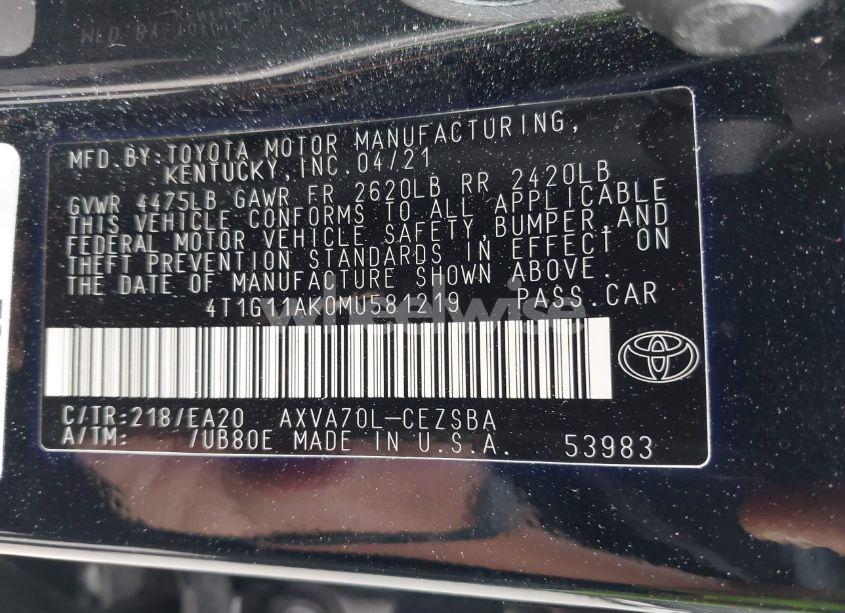 MFD.BY:TOYOTA MOTOR MANUFACTURING,
KENTUCKY,INC.04/21
GVWR 4475LB GAWR FR 2620LB RR 2420LB
THIS VEHICLE CONFORMS TO ALL APPLICABLE
FEDERAL MOTOR VEHICLE SAFETY,BUMPER,AND
THEFT PREVENTION STANDARDS IN EFFECT ON
THE DATE OF MANUFACTURE SHOWN ABOVE.
4T1G11AK0MU581219 PASS.CAR
wheelwise
C/TR:218/EA20 AXVA70L-CEZSBA
A/TM: /UB80E MADE IN U.S.A. 53983